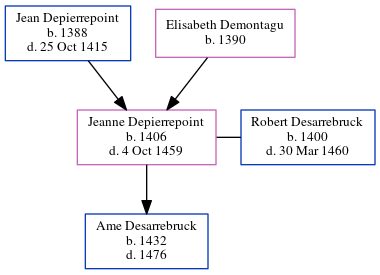 Jean Depierrepoint
b. 1388
d. 25 Oct 1415
Elisabeth Demontagu
b. 1390
Jeanne Depierrepoint
b. 1406
d. 4 Oct 1459
Robert Desarrebruck
b. 1400
d. 30 Mar 1460
Ame Desarrebruck
b. 1432
d. 1476